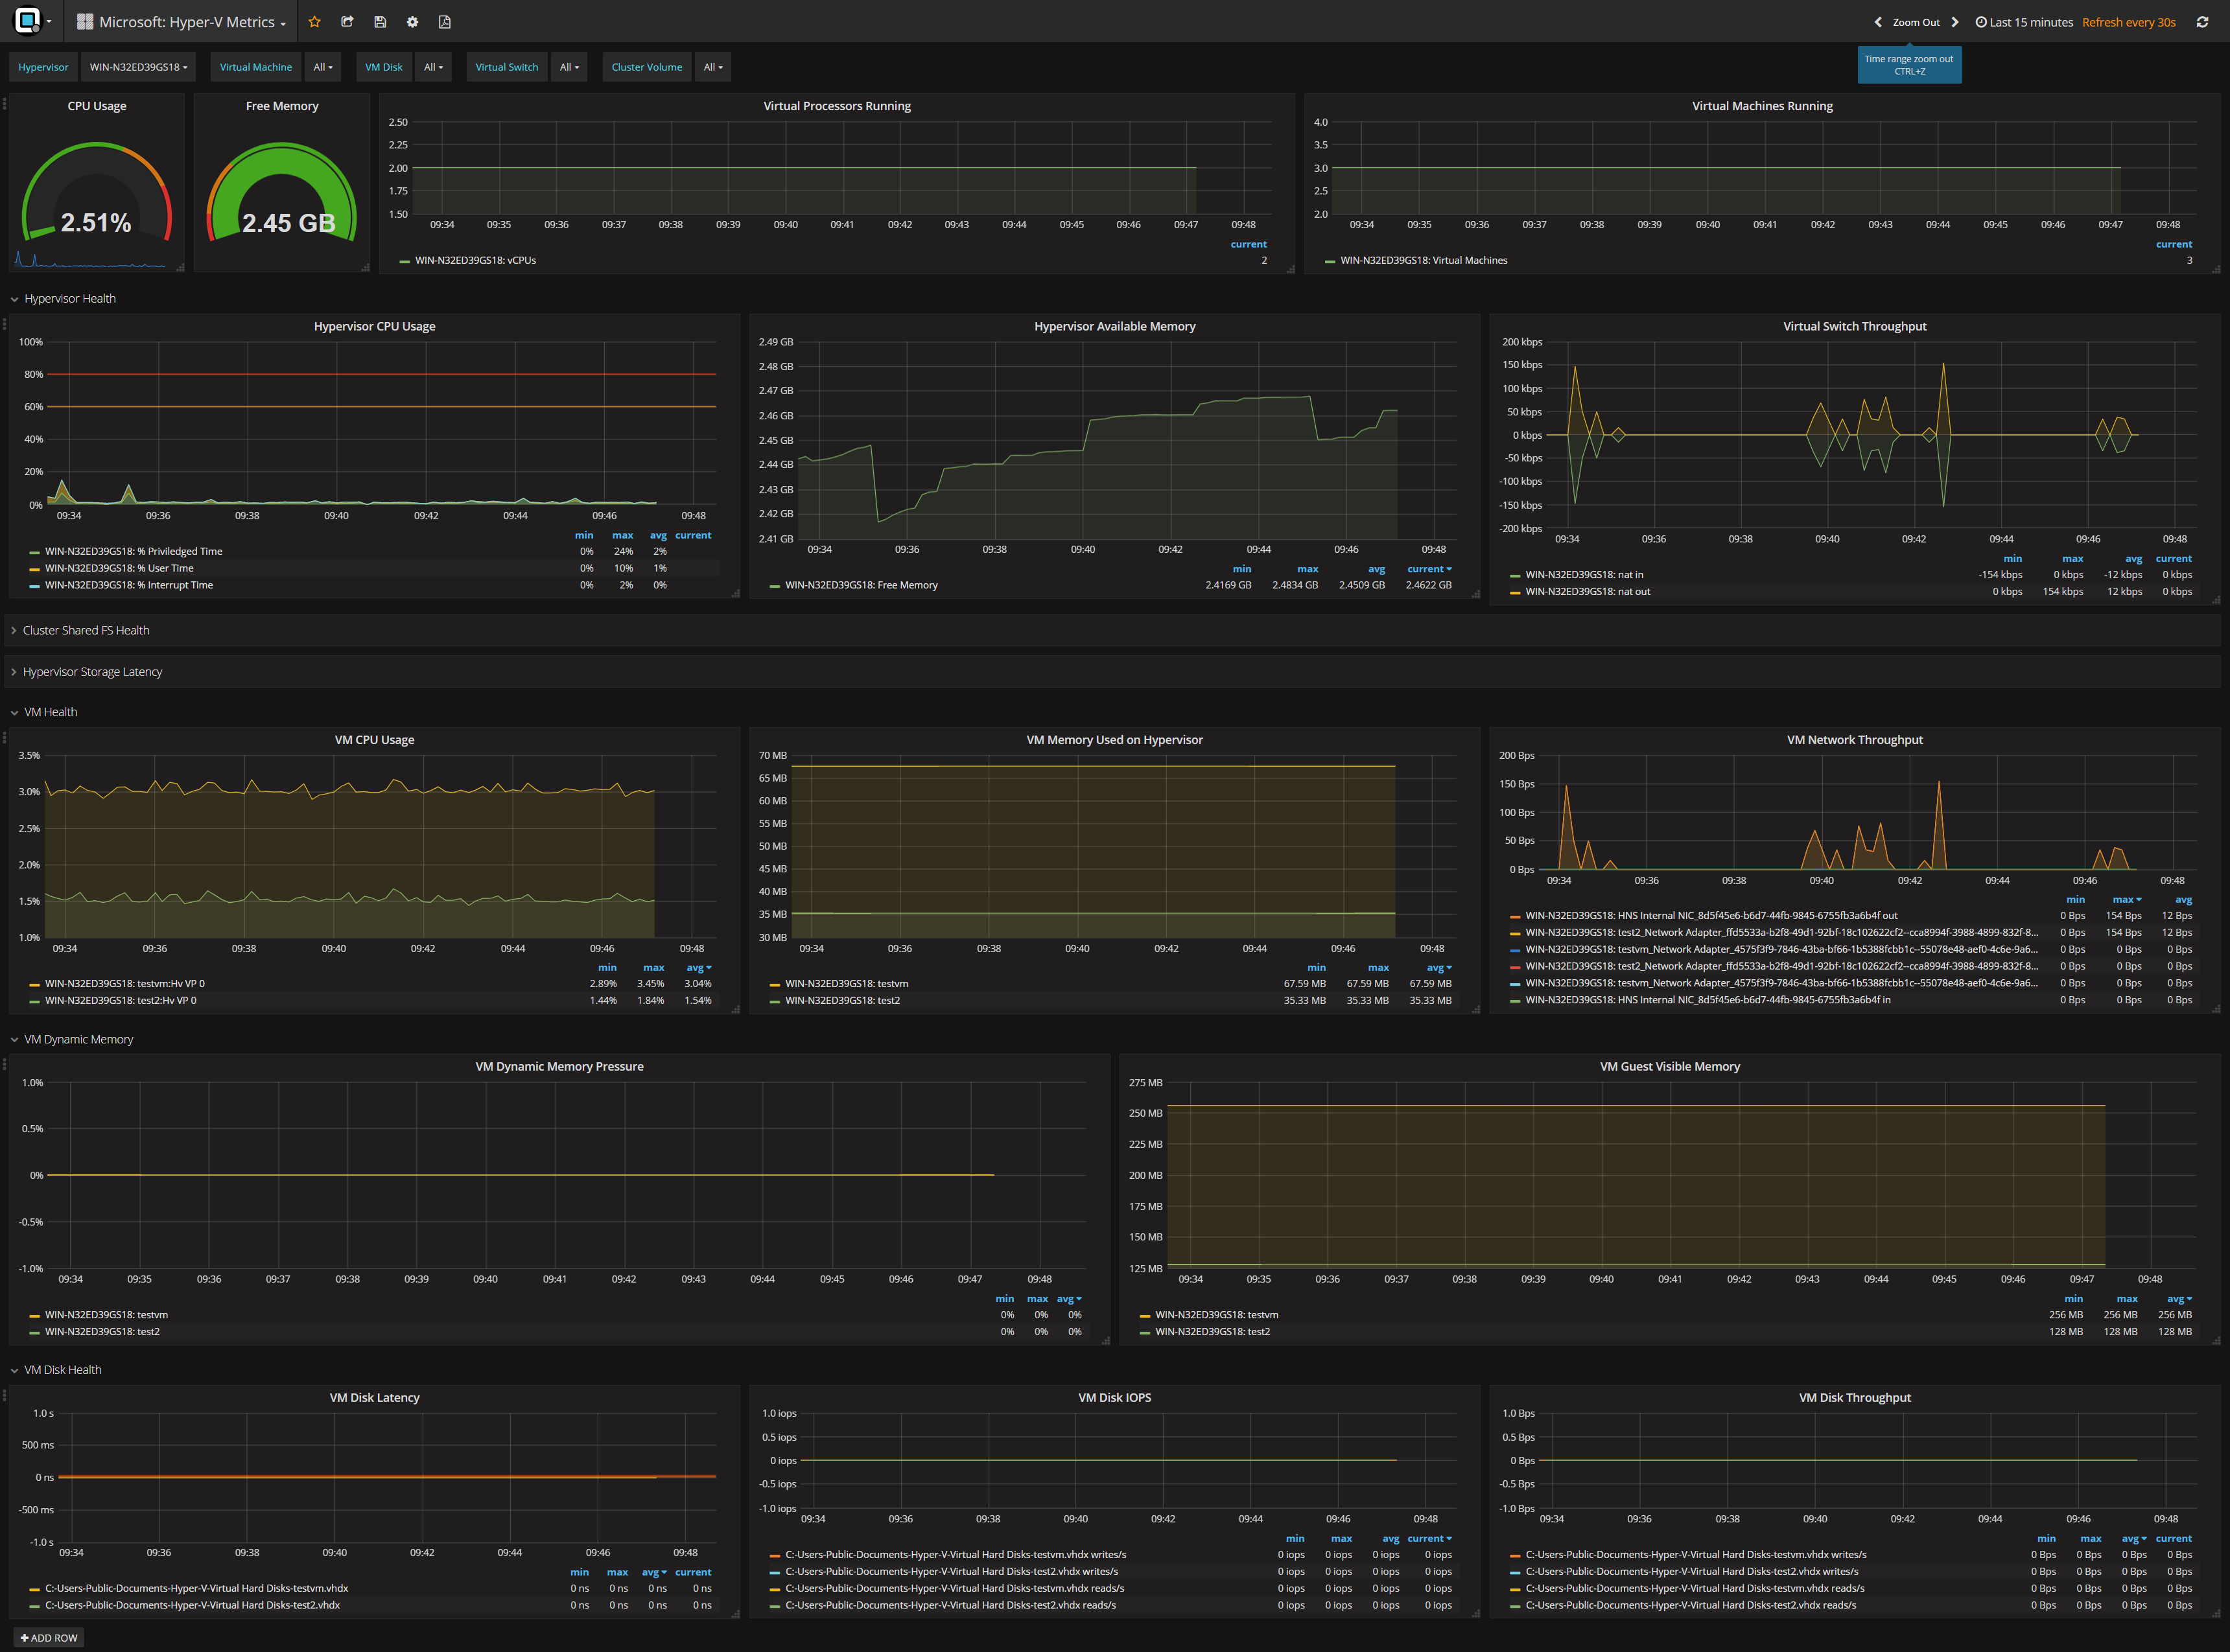 Microsoft: Hyper-V Metrics
Zoom Out
Last 15 minutes Refresh every 30s
Time range zoom out
CTRL+Z
Hypervisor WIN-N32ED39GS18 Virtual Machine All VM Disk All Virtual Switch All Cluster Volume All
CPU Usage
2.51%
Free Memory
2.45 GB
Virtual Processors Running
2.50
2.25
2.00
1.75
1.50
09:34 09:35 09:36 09:37 09:38 09:39 09:40 09:41 09:42 09:43 09:44 09:45 09:46 09:47 09:48
current
WIN-N32ED39GS18: vCPUs 2
Virtual Machines Running
4.0
3.5
3.0
2.5
2.0
09:34 09:35 09:36 09:37 09:38 09:39 09:40 09:41 09:42 09:43 09:44 09:45 09:46 09:47 09:48
current
WIN-N32ED39GS18: Virtual Machines 3
Hypervisor Health
Hypervisor CPU Usage
100%
80%
60%
40%
20%
0%
09:34 09:36 09:38 09:40 09:42 09:44 09:46 09:48
min max avg current
WIN-N32ED39GS18: % Priviledged Time 0% 24% 2%
WIN-N32ED39GS18: % User Time 0% 10% 1%
WIN-N32ED39GS18: % Interrupt Time 0% 2% 0%
Hypervisor Available Memory
2.49 GB
2.48 GB
2.47 GB
2.46 GB
2.45 GB
2.44 GB
2.43 GB
2.42 GB
2.41 GB
09:34 09:36 09:38 09:40 09:42 09:44 09:46 09:48
min max avg current
WIN-N32ED39GS18: Free Memory 2.4169 GB 2.4834 GB 2.4509 GB 2.4622 GB
Virtual Switch Throughput
200 kbps
150 kbps
100 kbps
50 kbps
0 kbps
-50 kbps
-100 kbps
-150 kbps
-200 kbps
09:34 09:36 09:38 09:40 09:42 09:44 09:46 09:48
min max avg current
WIN-N32ED39GS18: nat in -154 kbps 0 kbps -12 kbps 0 kbps
WIN-N32ED39GS18: nat out 0 kbps 154 kbps 12 kbps 0 kbps
Cluster Shared FS Health
Hypervisor Storage Latency
VM Health
VM CPU Usage
3.5%
3.0%
2.5%
2.0%
1.5%
1.0%
09:34 09:36 09:38 09:40 09:42 09:44 09:46 09:48
min max avg
WIN-N32ED39GS18: testvm:Hv VP 0 2.89% 3.45% 3.04%
WIN-N32ED39GS18: test2:Hv VP 0 1.44% 1.84% 1.54%
VM Memory Used on Hypervisor
70 MB
65 MB
60 MB
55 MB
50 MB
45 MB
40 MB
35 MB
30 MB
09:34 09:36 09:38 09:40 09:42 09:44 09:46 09:48
min max avg
WIN-N32ED39GS18: testvm 67.59 MB 67.59 MB 67.59 MB
WIN-N32ED39GS18: test2 35.33 MB 35.33 MB 35.33 MB
VM Network Throughput
200 Bps
150 Bps
100 Bps
50 Bps
0 Bps
09:34 09:36 09:38 09:40 09:42 09:44 09:46 09:48
min max avg
WIN-N32ED39GS18: HNS Internal NIC_8d5f45e6-b6d7-44fb-9845-6755fb3a6b4f out 0 Bps 154 Bps 12 Bps
WIN-N32ED39GS18: test2_Network Adapter_ffd5533a-b2f8-49d1-92bf-18c102622cf2--cca8994f-3988-4899-832f-8... 0 Bps 154 Bps 12 Bps
WIN-N32ED39GS18: testvm_Network Adapter_4575f3f9-7846-43ba-bf66-1b5388fcbb1c--55078e48-aef0-4c6e-9a6... 0 Bps 0 Bps 0 Bps
WIN-N32ED39GS18: test2_Network Adapter_ffd5533a-b2f8-49d1-92bf-18c102622cf2--cca8994f-3988-4899-832f-8... 0 Bps 0 Bps 0 Bps
WIN-N32ED39GS18: testvm_Network Adapter_4575f3f9-7846-43ba-bf66-1b5388fcbb1c--55078e48-aef0-4c6e-9a6... 0 Bps 0 Bps 0 Bps
WIN-N32ED39GS18: HNS Internal NIC_8d5f45e6-b6d7-44fb-9845-6755fb3a6b4f in 0 Bps 0 Bps 0 Bps
VM Dynamic Memory
VM Dynamic Memory Pressure
1.0%
0.5%
0%
-0.5%
-1.0%
09:34 09:35 09:36 09:37 09:38 09:39 09:40 09:41 09:42 09:43 09:44 09:45 09:46 09:47 09:48
min max avg
WIN-N32ED39GS18: testvm 0% 0% 0%
WIN-N32ED39GS18: test2 0% 0% 0%
VM Guest Visible Memory
275 MB
250 MB
225 MB
200 MB
175 MB
150 MB
125 MB
09:34 09:35 09:36 09:37 09:38 09:39 09:40 09:41 09:42 09:43 09:44 09:45 09:46 09:47 09:48
min max avg
WIN-N32ED39GS18: testvm 256 MB 256 MB 256 MB
WIN-N32ED39GS18: test2 128 MB 128 MB 128 MB
VM Disk Health
VM Disk Latency
1.0 s
500 ms
0 ns
-500 ms
-1.0 s
09:34 09:36 09:38 09:40 09:42 09:44 09:46 09:48
min max avg current
C:-Users-Public-Documents-Hyper-V-Virtual Hard Disks-testvm.vhdx 0 ns 0 ns 0 ns 0 ns
C:-Users-Public-Documents-Hyper-V-Virtual Hard Disks-test2.vhdx 0 ns 0 ns 0 ns 0 ns
VM Disk IOPS
1.0 iops
0.5 iops
0 iops
-0.5 iops
-1.0 iops
09:34 09:36 09:38 09:40 09:42 09:44 09:46 09:48
min max avg current
C:-Users-Public-Documents-Hyper-V-Virtual Hard Disks-testvm.vhdx writes/s 0 iops 0 iops 0 iops 0 iops
C:-Users-Public-Documents-Hyper-V-Virtual Hard Disks-test2.vhdx writes/s 0 iops 0 iops 0 iops 0 iops
C:-Users-Public-Documents-Hyper-V-Virtual Hard Disks-testvm.vhdx reads/s 0 iops 0 iops 0 iops 0 iops
C:-Users-Public-Documents-Hyper-V-Virtual Hard Disks-test2.vhdx reads/s 0 iops 0 iops 0 iops 0 iops
VM Disk Throughput
1.0 Bps
0.5 Bps
0 Bps
-0.5 Bps
-1.0 Bps
09:34 09:36 09:38 09:40 09:42 09:44 09:46 09:48
min max avg current
C:-Users-Public-Documents-Hyper-V-Virtual Hard Disks-testvm.vhdx writes/s 0 Bps 0 Bps 0 Bps 0 Bps
C:-Users-Public-Documents-Hyper-V-Virtual Hard Disks-test2.vhdx writes/s 0 Bps 0 Bps 0 Bps 0 Bps
C:-Users-Public-Documents-Hyper-V-Virtual Hard Disks-testvm.vhdx reads/s 0 Bps 0 Bps 0 Bps 0 Bps
C:-Users-Public-Documents-Hyper-V-Virtual Hard Disks-test2.vhdx reads/s 0 Bps 0 Bps 0 Bps 0 Bps
+ ADD ROW